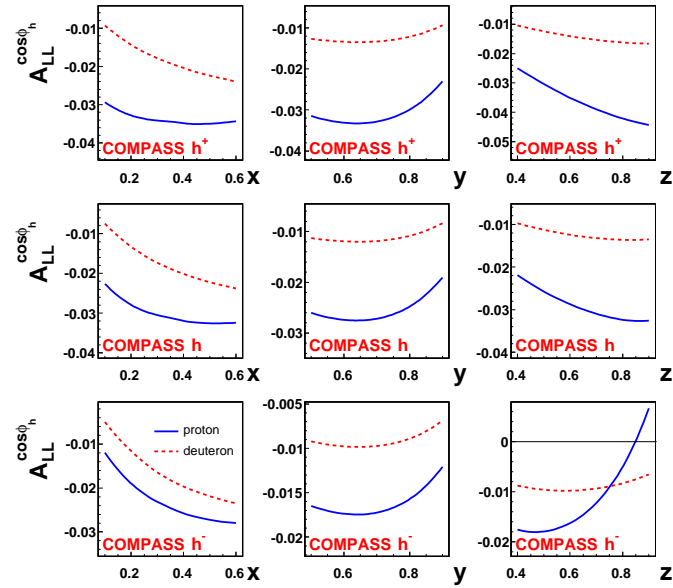 A_LL^cosφ_h
-0.01
-0.02
-0.03
-0.04
COMPASS h⁺
0.2 0.4 0.6 x
-0.01
-0.02
-0.03
-0.04
COMPASS h⁺
0.6 0.8 y
-0.01
-0.02
-0.03
-0.04
-0.05
COMPASS h⁺
0.4 0.6 0.8 z
A_LL^cosφ_h
-0.01
-0.02
-0.03
-0.04
COMPASS h
0.2 0.4 0.6 x
-0.01
-0.02
-0.03
COMPASS h
0.6 0.8 y
-0.01
-0.02
-0.03
-0.04
COMPASS h
0.4 0.6 0.8 z
A_LL^cosφ_h
-0.01
-0.02
-0.03
proton
deuteron
COMPASS h⁻
0.2 0.4 0.6 x
-0.005
-0.01
-0.015
-0.02
COMPASS h⁻
0.6 0.8 y
0
-0.01
-0.02
COMPASS h⁻
0.4 0.6 0.8 z